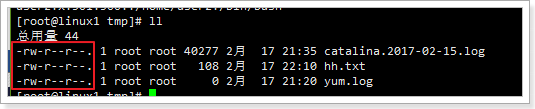 [root@linux1 tmp]# ll
总用量 44
-rw-r--r--. 1 root root 40277 2月  17 21:35 catalina.2017-02-15.log
-rw-r--r--. 1 root root   108 2月  17 22:10 hh.txt
-rw-r--r--. 1 root root     0 2月  17 21:20 yum.log
[root@linux1 tmp]#